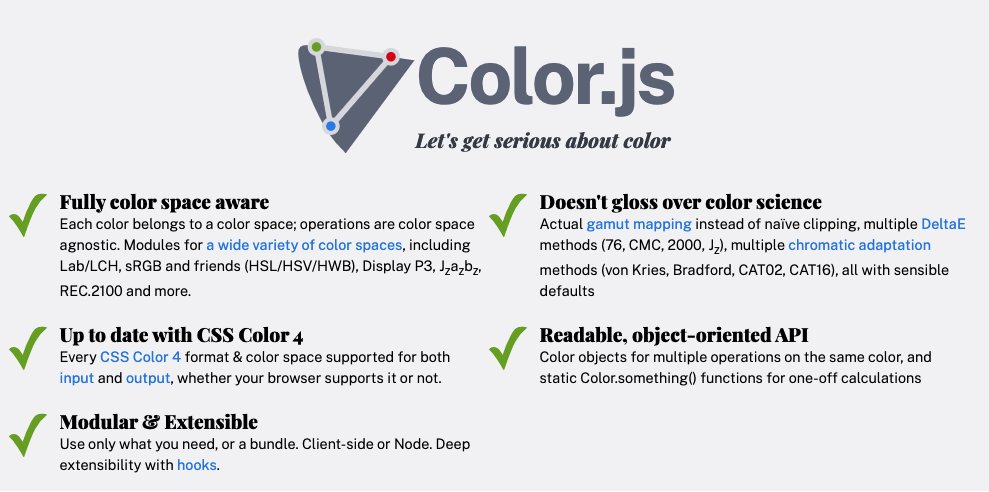 Color.js
Let's get serious about color
Fully color space aware
Each color belongs to a color space; operations are color space
agnostic. Modules for a wide variety of color spaces, including
Lab/LCH, sRGB and friends (HSL/HSV/HWB), Display P3, Jzazbz,
REC.2100 and more.
Doesn't gloss over color science
Actual gamut mapping instead of naïve clipping, multiple DeltaE
methods (76, CMC, 2000, Jz), multiple chromatic adaptation
methods (von Kries, Bradford, CAT02, CAT16), all with sensible
defaults
Up to date with CSS Color 4
Every CSS Color 4 format & color space supported for both
input and output, whether your browser supports it or not.
Readable, object-oriented API
Color objects for multiple operations on the same color, and
static Color.something() functions for one-off calculations
Modular & Extensible
Use only what you need, or a bundle. Client-side or Node. Deep
extensibility with hooks.